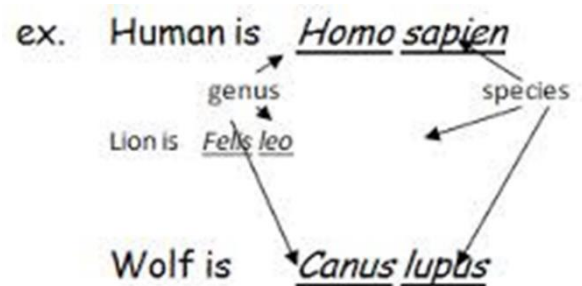 ex. Human is Homo sapien
genus species
Lion is Felis leo
Wolf is Canus lupus